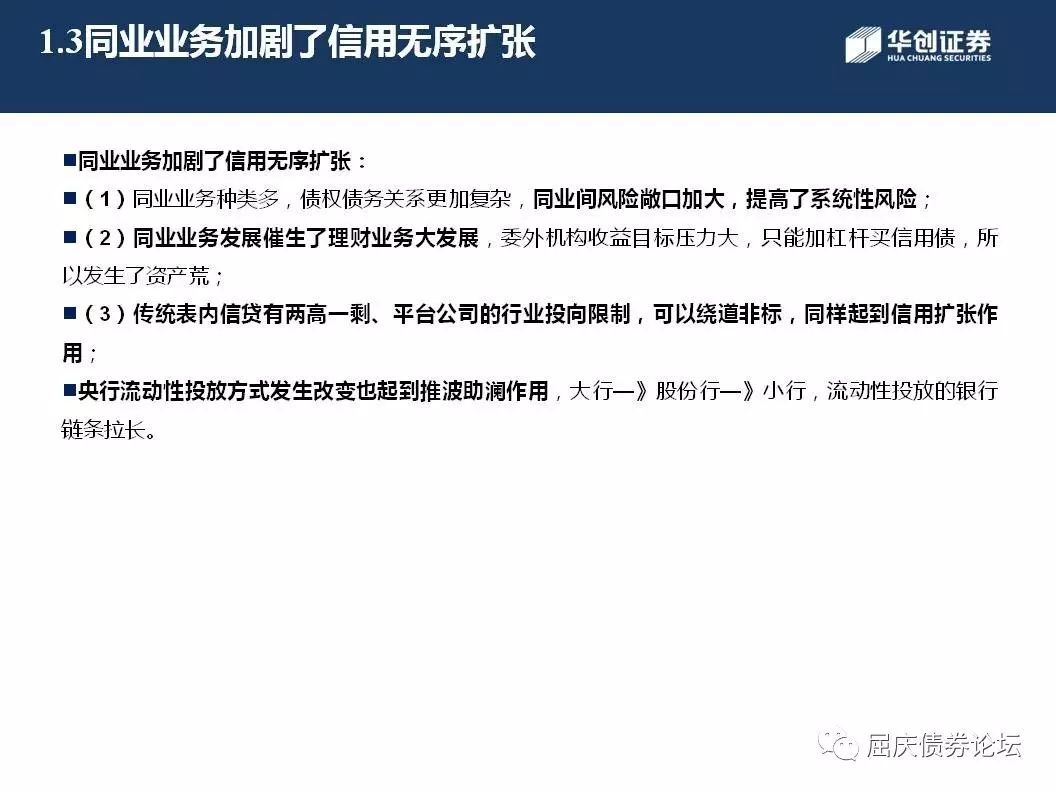 1.3同业业务加剧了信用无序扩张
华创证券
HUA CHUANG SECURITIES
■同业业务加剧了信用无序扩张：
■（1）同业业务种类多，债权债务关系更加复杂，同业间风险敞口加大，提高了系统性风险；
■（2）同业业务发展催生了理财业务大发展，委外机构收益目标压力大，只能加杠杆买信用债，所
以发生了资产荒；
■（3）传统表内信贷有两高一剩、平台公司的行业投向限制，可以绕道非标，同样起到信用扩张作
用；
■央行流动性投放方式发生改变也起到推波助澜作用，大行—》股份行—》小行，流动性投放的银行
链条拉长。
屈庆债券论坛